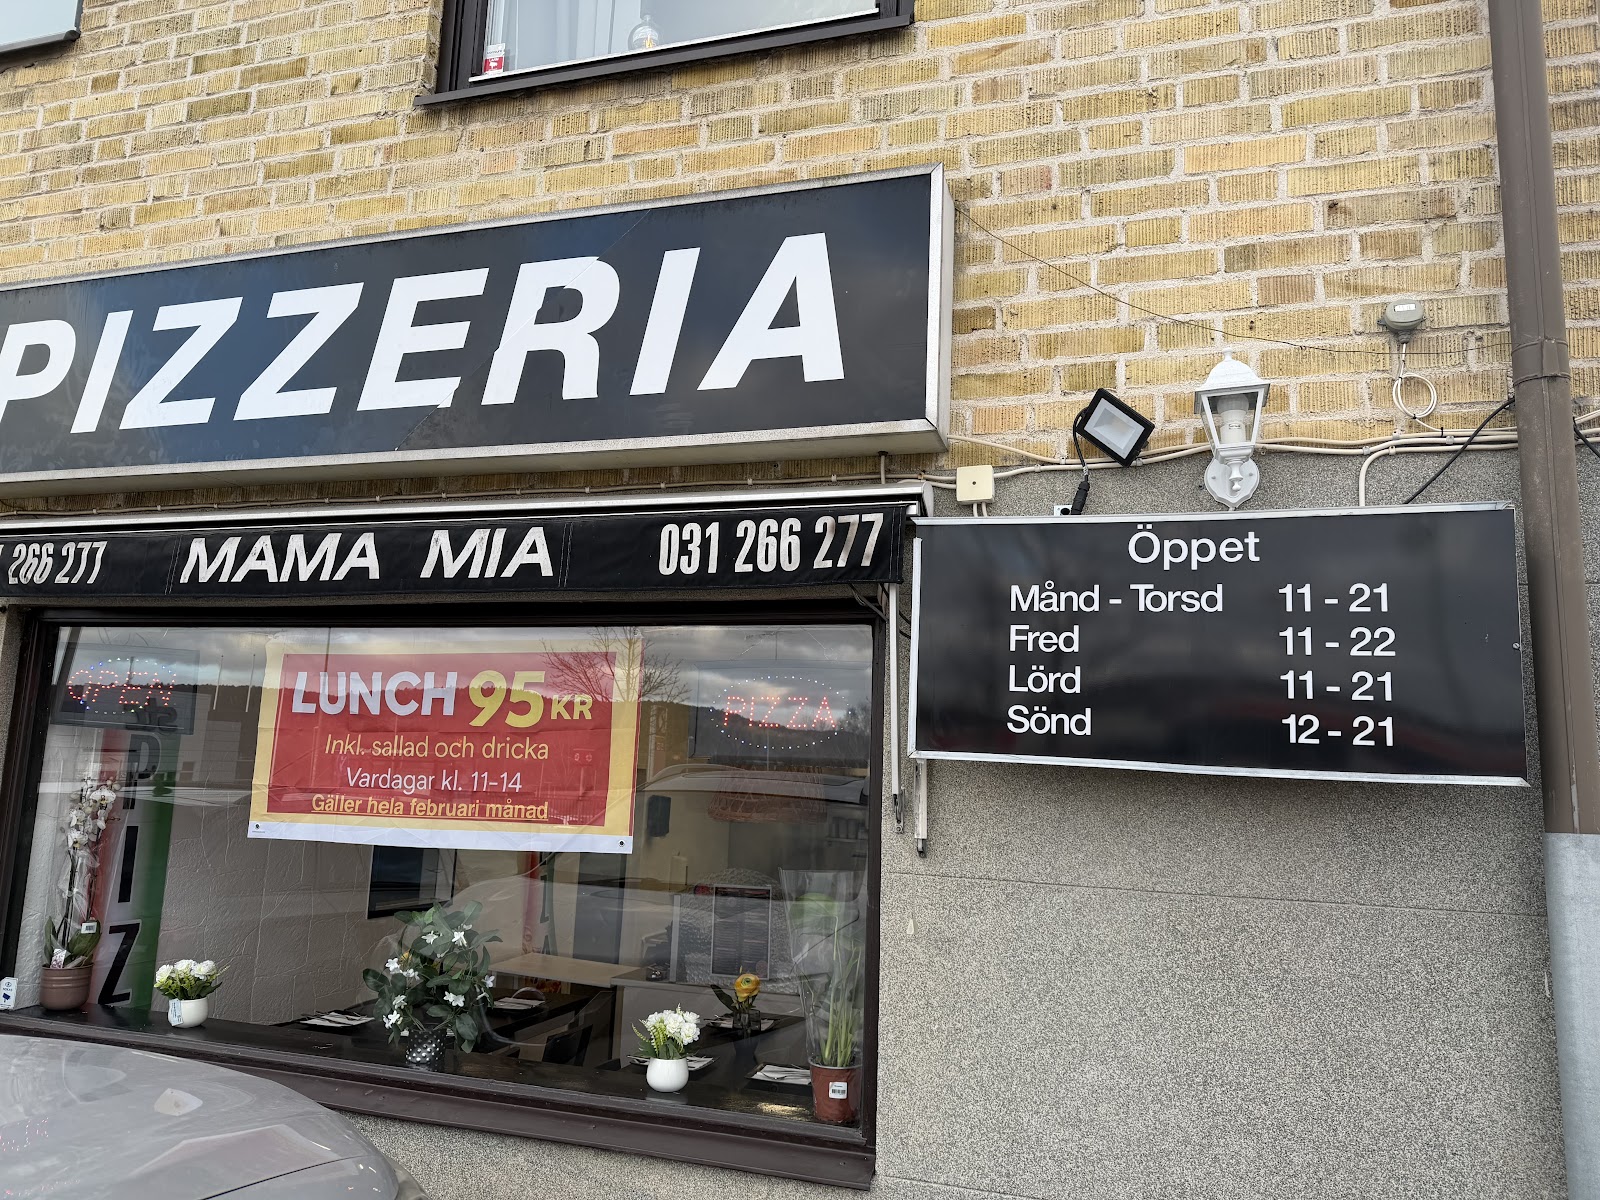 PIZZERIA
266 277 MAMA MIA 031 266 277
Öppet
Månd - Torsd 11 - 21
Fred 11 - 22
Lörd 11 - 21
Sönd 12 - 21
OPEN
LUNCH 95 KR
Inkl. sallad och dricka
Vardagar kl. 11-14
Gäller hela februari månad
PIZZA